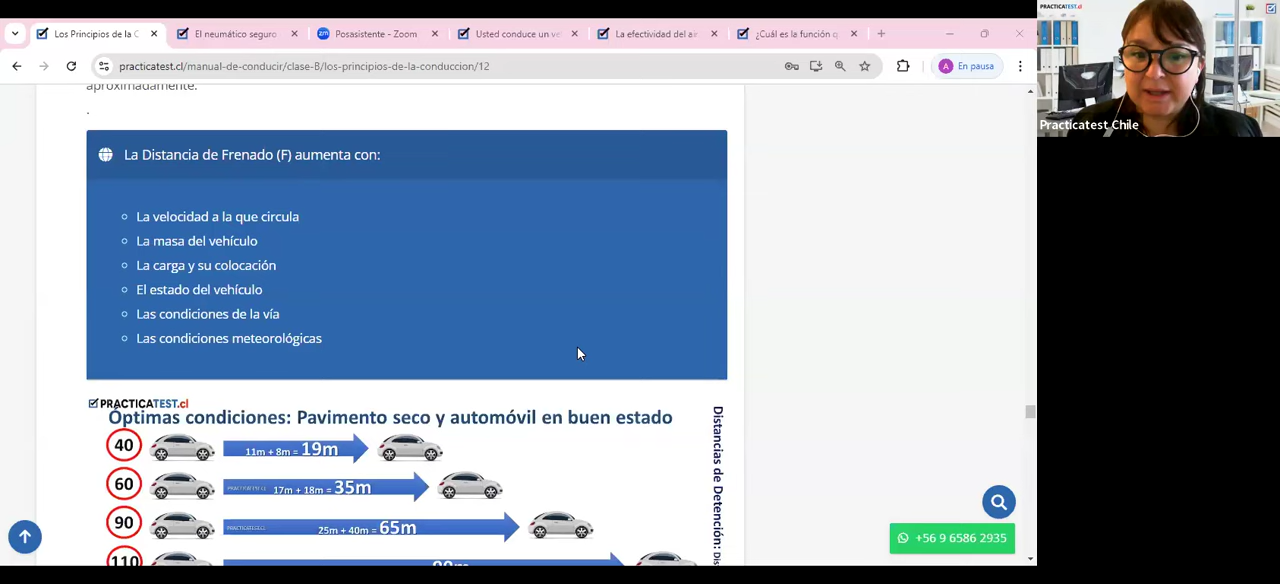 PRACTICATEST.cl
Los Principios de la C
El neumático seguro
Posasistente - Zoom
Usted conduce un ve
La efectividad del ai
¿Cuál es la función q
practicatest.cl/manual-de-conducir/clase-B/los-principios-de-la-conduccion/12
A
En pausa
Practicatest Chile
aproximadamente.
.
La Distancia de Frenado (F) aumenta con:
La velocidad a la que circula
La masa del vehículo
La carga y su colocación
El estado del vehículo
Las condiciones de la vía
Las condiciones meteorológicas
PRACTICATEST.cl
Óptimas condiciones: Pavimento seco y automóvil en buen estado
40
11m + 8m = 19m
60
17m + 18m = 35m
90
25m + 40m = 65m
110
90m
Distancias de Detención: Dis
+56 9 6586 2935